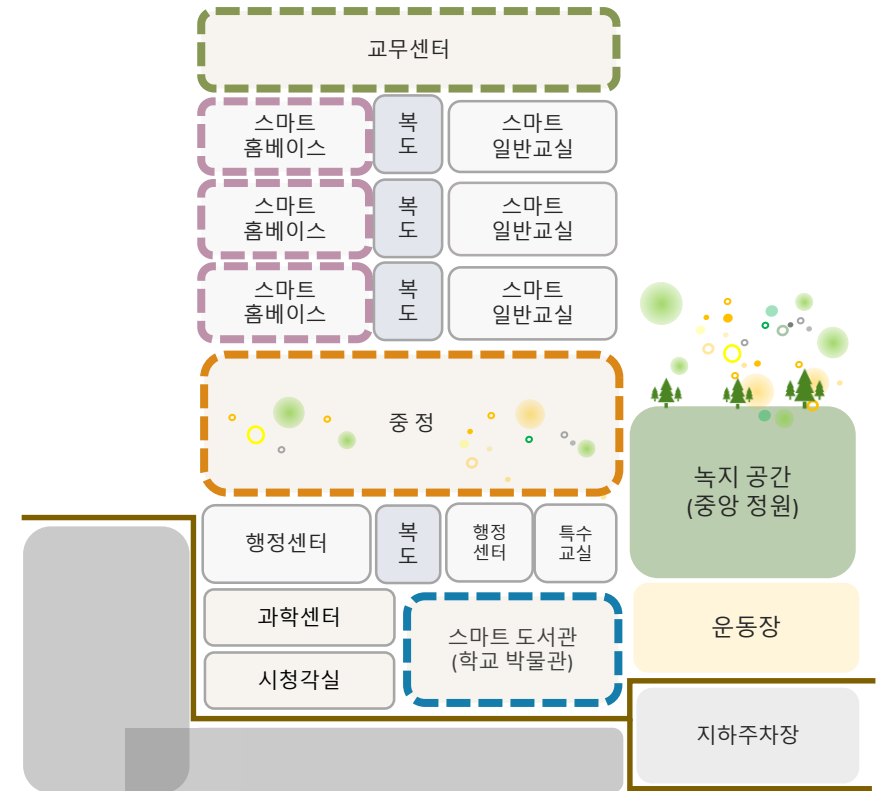 교무센터
스마트
홈베이스
복
도
스마트
일반교실
스마트
홈베이스
복
도
스마트
일반교실
스마트
홈베이스
복
도
스마트
일반교실
중 정
녹지 공간
(중앙 정원)
행정센터
복
도
행정
센터
특수
교실
과학센터
스마트 도서관
(학교 박물관)
운동장
시청각실
지하주차장